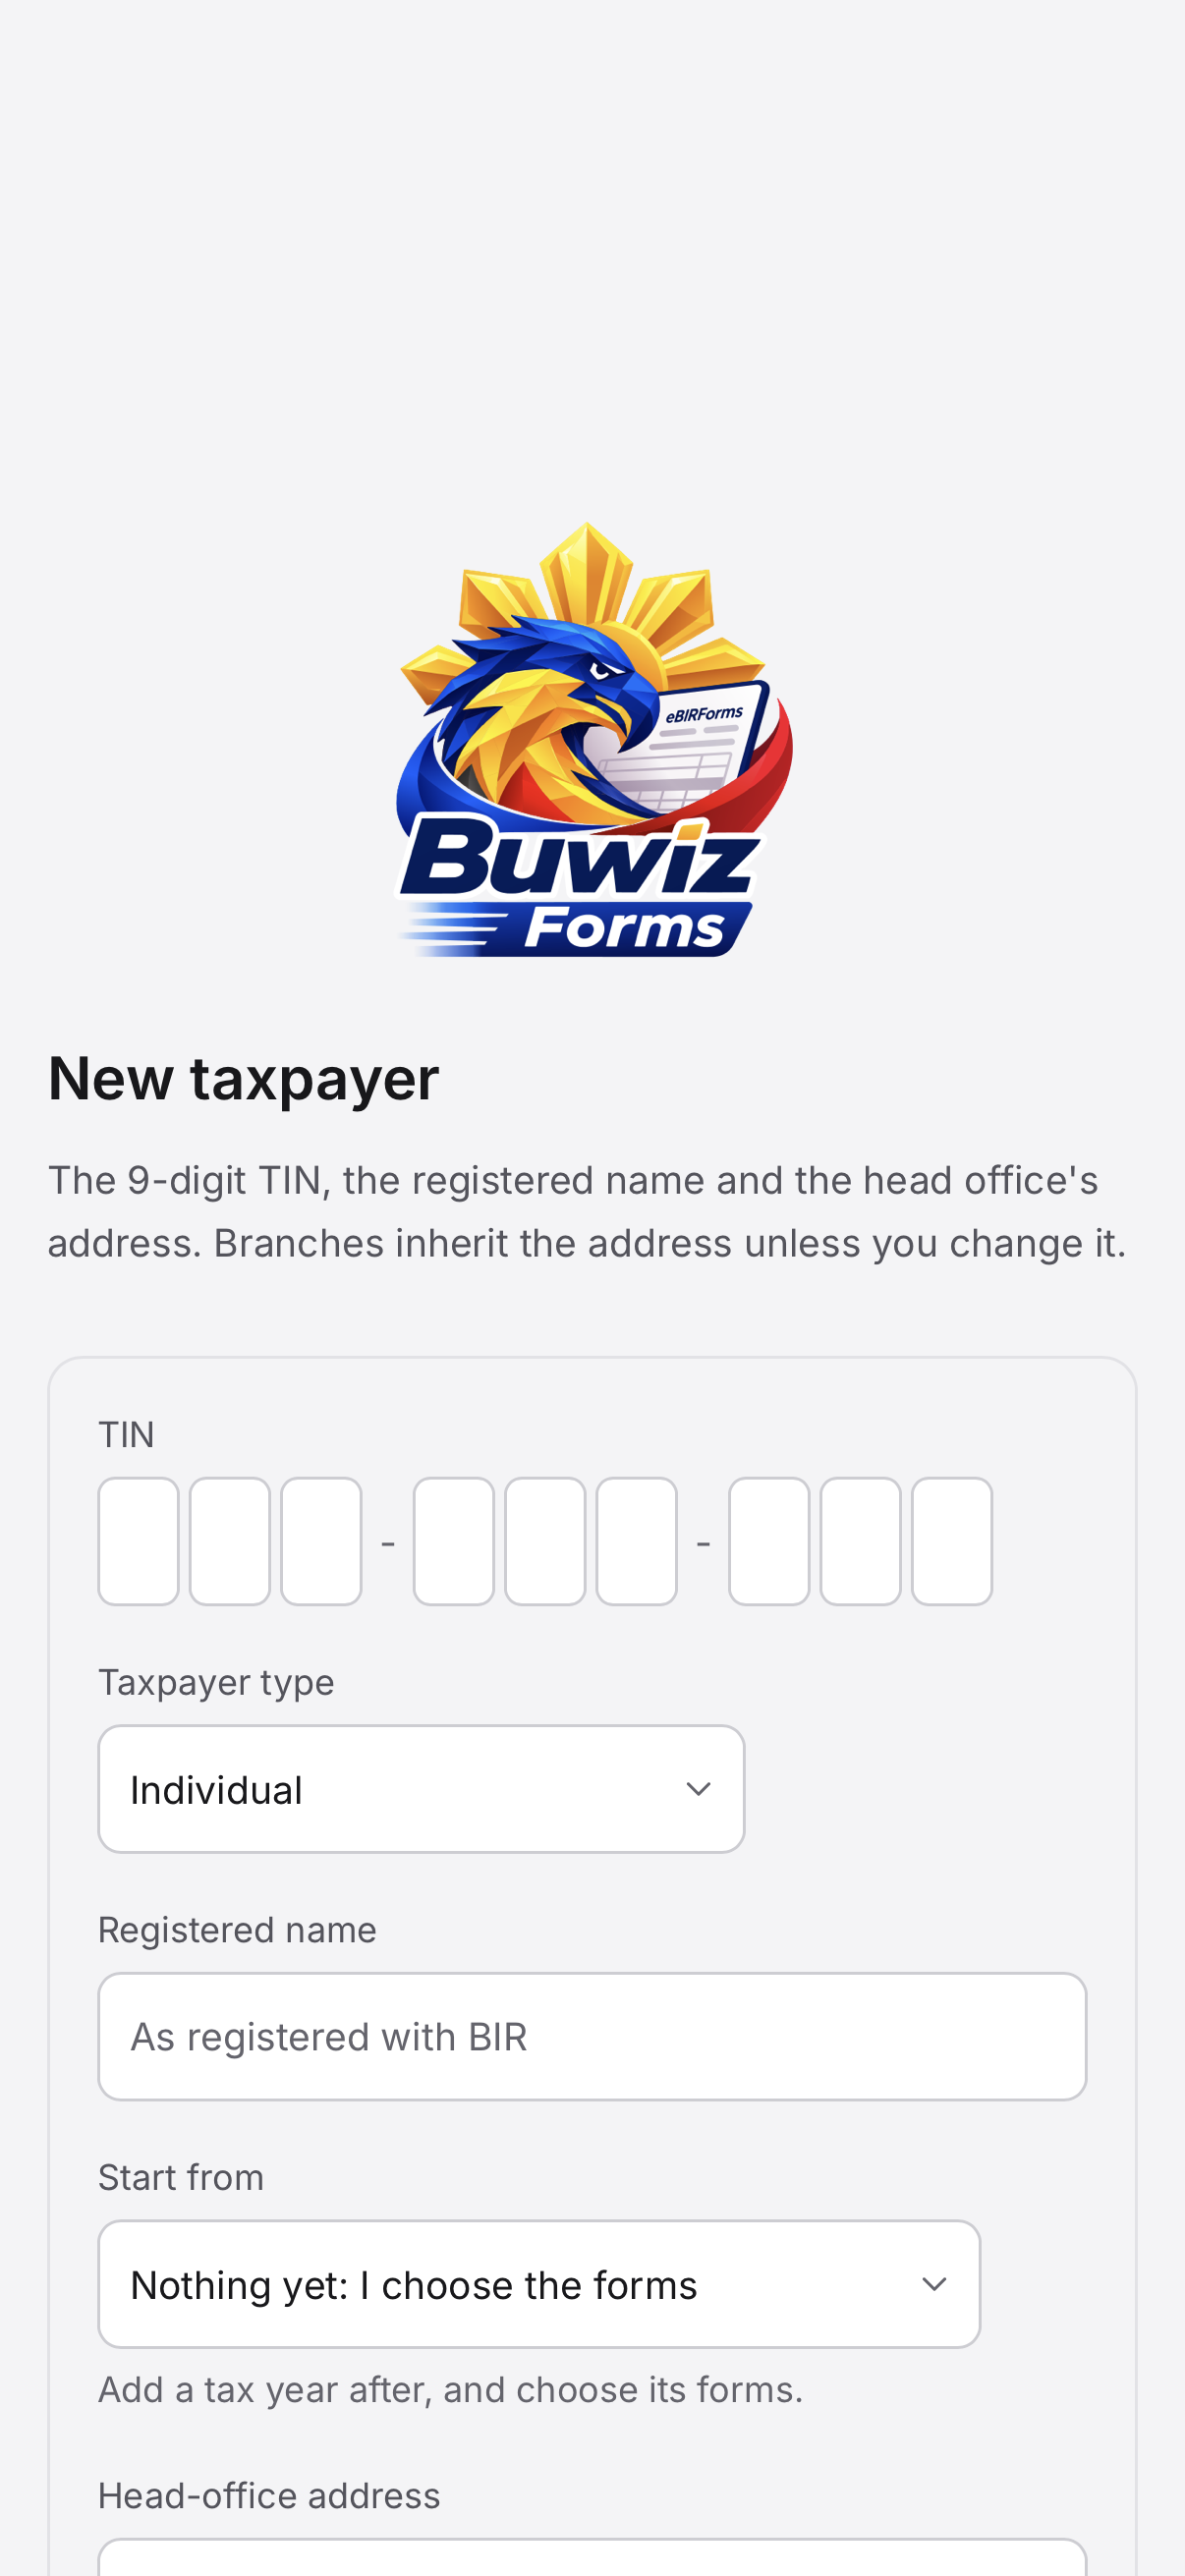 eBIRForms
Buwiz
Forms
New taxpayer
The 9-digit TIN, the registered name and the head office's
address. Branches inherit the address unless you change it.
TIN
- -
Taxpayer type
Individual
Registered name
As registered with BIR
Start from
Nothing yet: I choose the forms
Add a tax year after, and choose its forms.
Head-office address